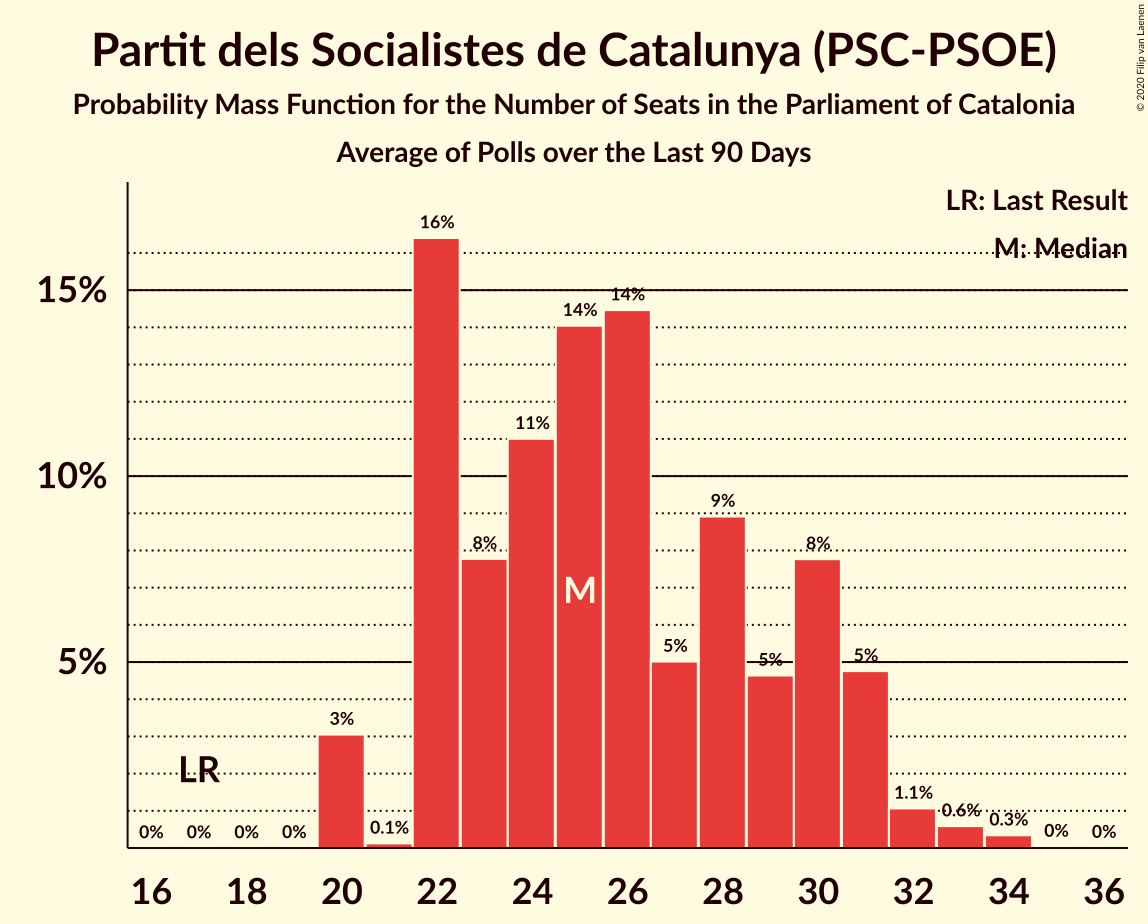 Partit dels Socialistes de Catalunya (PSC-PSOE)
Probability Mass Function for the Number of Seats in the Parliament of Catalonia
Average of Polls over the Last 90 Days
© 2020 Filip van Laenen
LR: Last Result
M: Median
15%
10%
5%
0%
0%
0%
0%
3%
0.1%
16%
8%
11%
14%
14%
5%
9%
5%
8%
5%
1.1%
0.6%
0.3%
0%
0%
LR
M
16 18 20 22 24 26 28 30 32 34 36